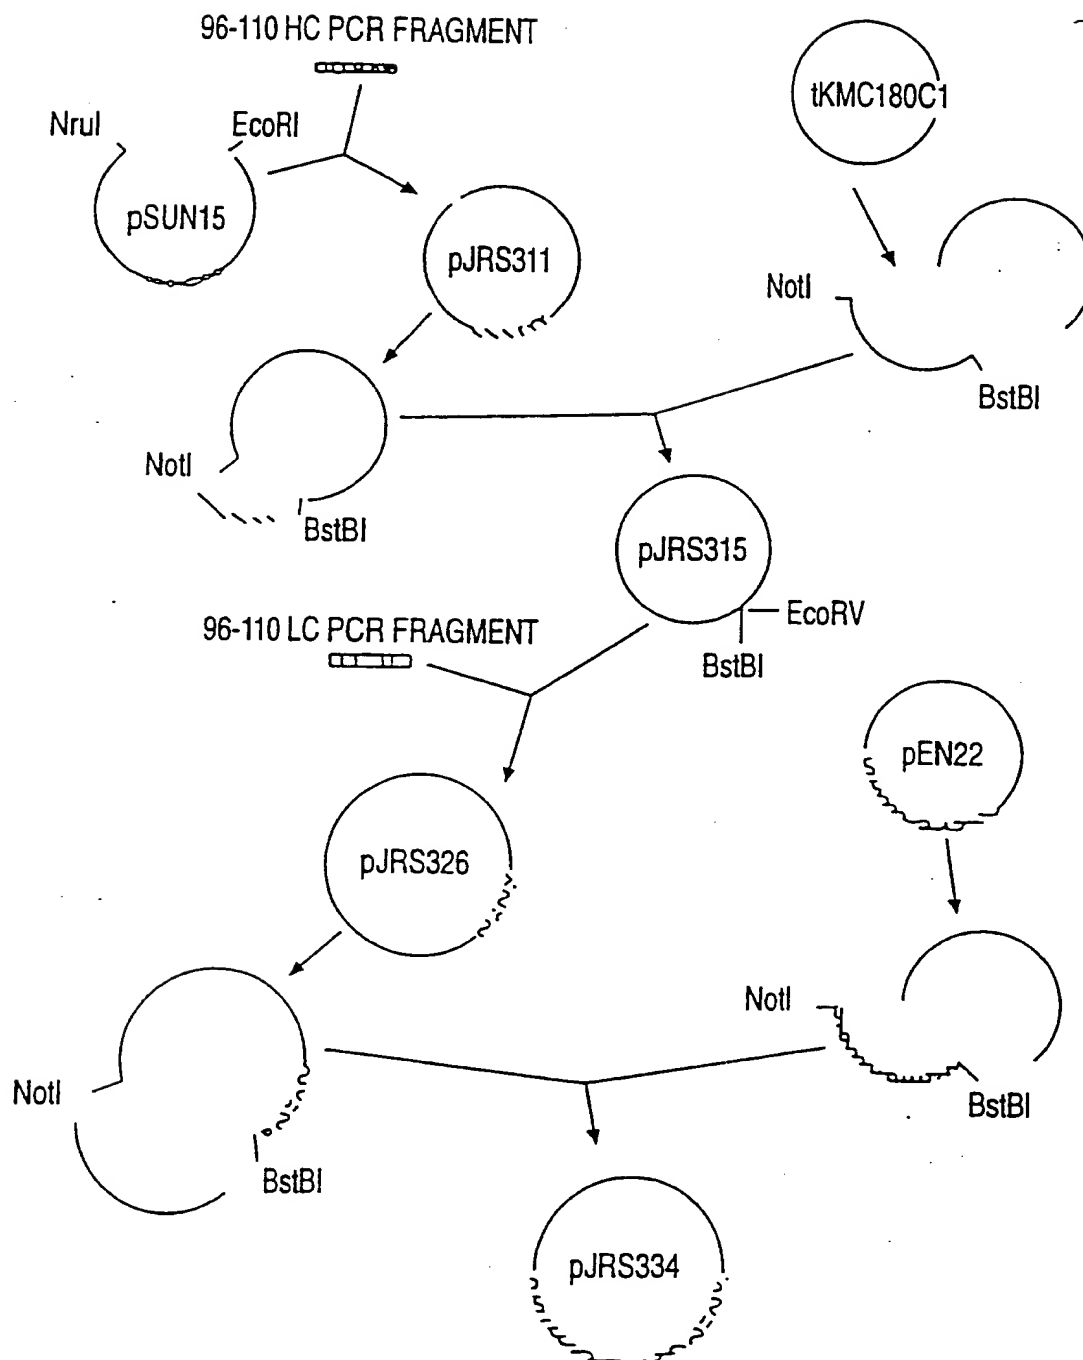 96-110 HC PCR FRAGMENT
tKMC180C1
NruI
EcoRI
pSUN15
pJRS311
NotI
BstBI
NotI
BstBI
pJRS315
EcoRV
BstBI
96-110 LC PCR FRAGMENT
pEN22
pJRS326
NotI
BstBI
NotI
BstBI
pJRS334